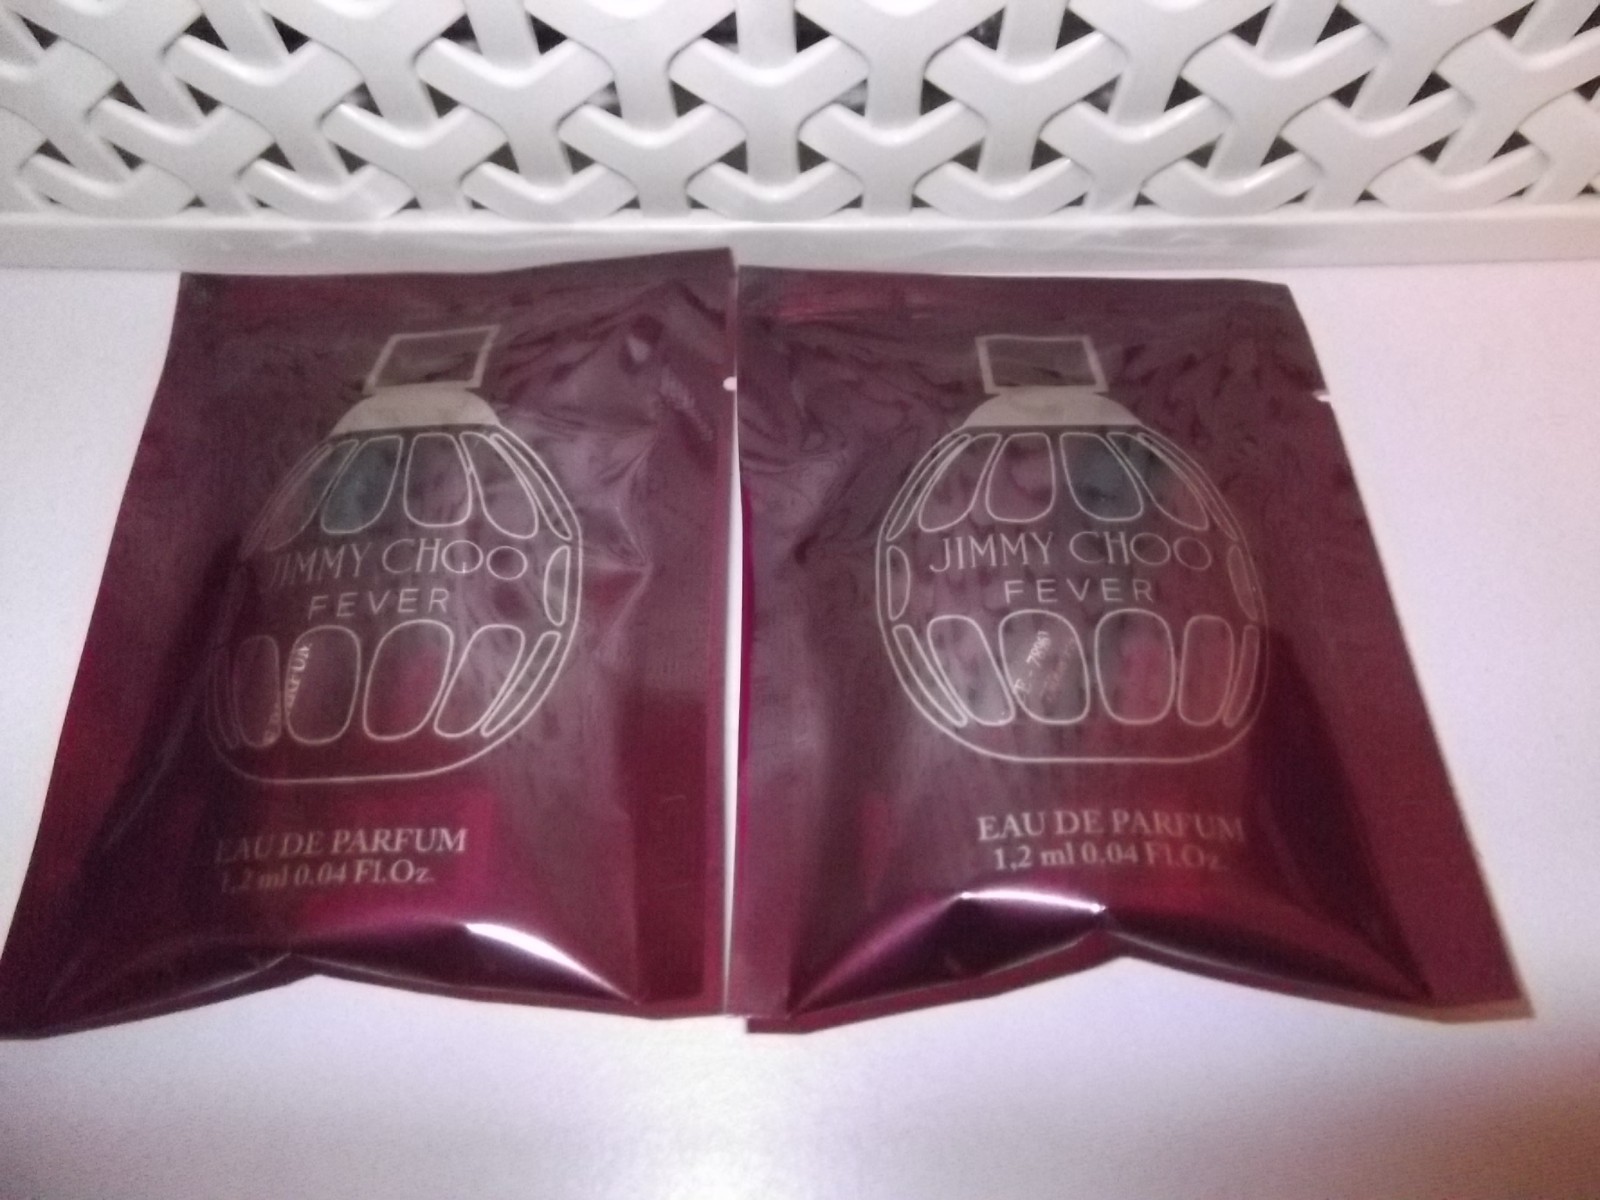 JIMMY CHOO
FEVER
EAU DE PARFUM
1,2 ml 0.04 Fl.Oz.
JIMMY CHOO
FEVER
EAU DE PARFUM
1,2 ml 0.04 Fl.Oz.